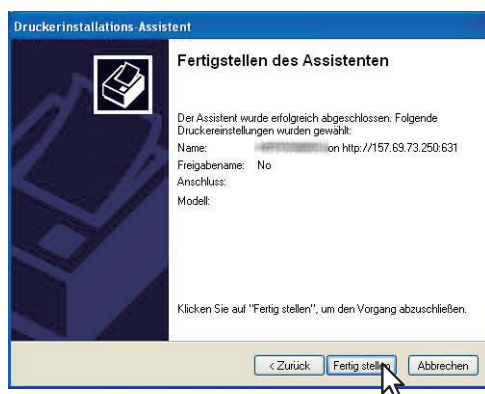 Druckerinstallations-Assistent
Fertigstellen des Assistenten
Der Assistent wurde erfolgreich abgeschlossen. Folgende
Druckereinstellungen wurden gewählt:
Name: on http://157.69.73.250:631
Freigabename: No
Anschluss:
Modell:
Klicken Sie auf "Fertig stellen", um den Vorgang abzuschließen.
< Zurück Fertig stellen Abbrechen